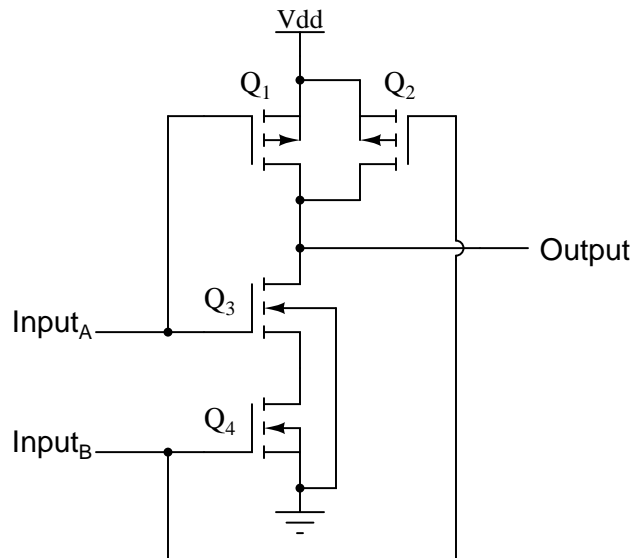 Vdd
Q1 Q2
Output
Q3
InputA
Q4
InputB